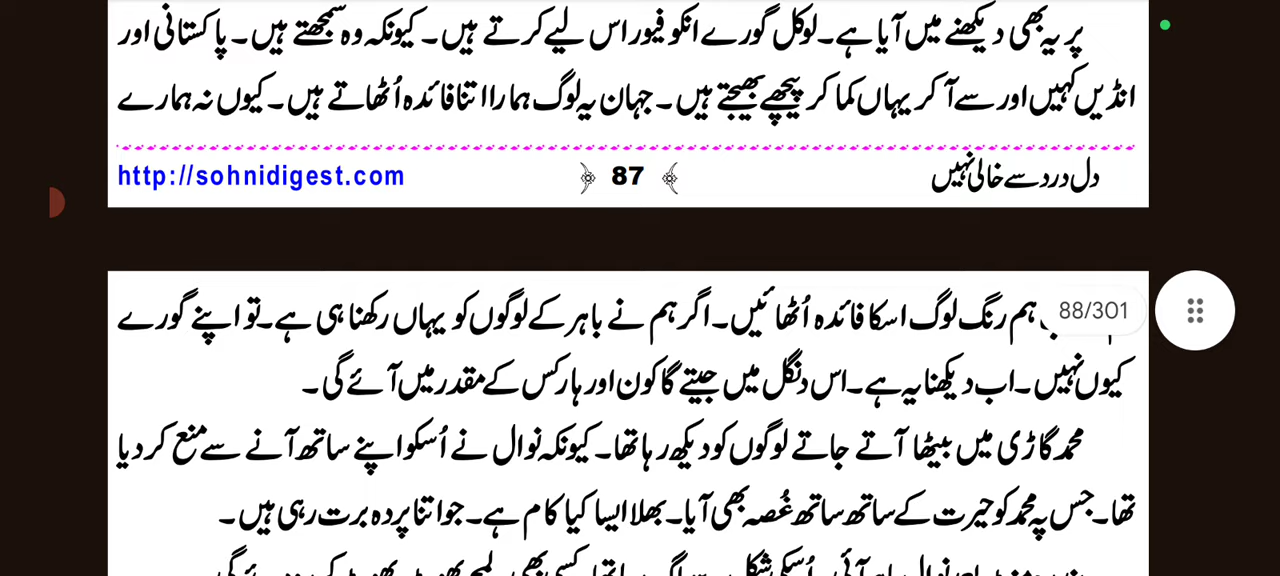 پر یہ بھی دیکھنے میں آیا ہے۔ لوکل گورے انکو فیور اس لیے کرتے ہیں۔ کیونکہ وہ سمجھتے ہیں۔ پاکستانی اور
انڈیں کہیں اور سے آ کر یہاں کما کر پیچھے بھیجتے ہیں۔ جہان یہ لوگ ہمارا اتنا فائدہ اُٹھاتے ہیں۔ کیوں نہ ہمارے
دل درد سے خالی نہیں
87
http://sohnidigest.com
ہم رنگ لوگ اسکا فائدہ اُٹھائیں۔ اگر ہم نے باہر کے لوگوں کو یہاں رکھنا ہی ہے۔ تو اپنے گورے
88/301
کیوں نہیں۔ اب دیکھنا یہ ہے۔ اس دنگل میں جیتے گا کون اور ہار کس کے مقدر میں آئے گی۔
محمد گاڑی میں بیٹھا آتے جاتے لوگوں کو دیکھ رہا تھا۔ کیونکہ نوال نے اُسکو اپنے ساتھ آنے سے منع کر دیا
تھا۔ جس پہ محمد کو حیرت کے ساتھ ساتھ غُصہ بھی آیا۔ بھلا ایسا کیا کام ہے۔ جو اتنا پردہ برت رہی ہیں۔